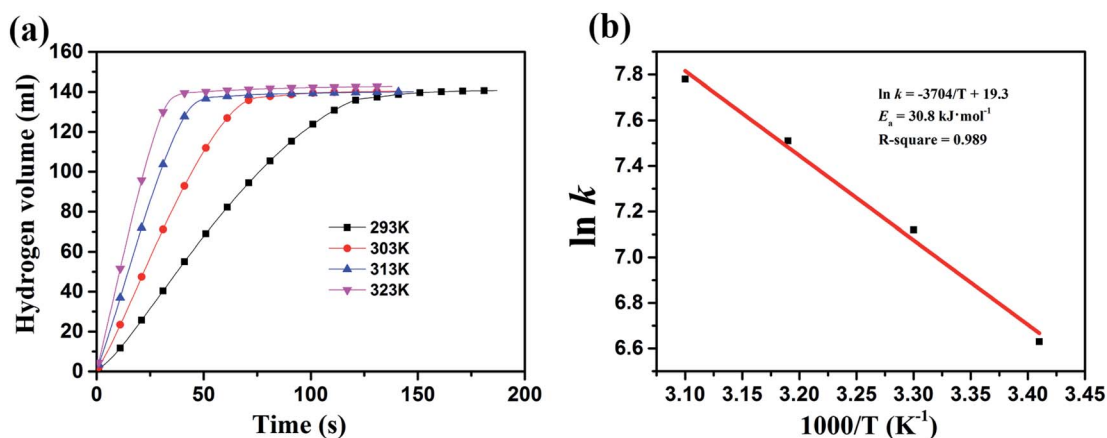 (a)
160
140
120
100
80
60
40
20
0
Hydrogen volume (ml)
293K
303K
313K
323K
0 50 100 150 200
Time (s)
(b)
7.8
7.6
7.4
7.2
7.0
6.8
6.6
ln k
ln k = -3704/T + 19.3
Eₐ = 30.8 kJ·mol⁻¹
R-square = 0.989
3.10 3.15 3.20 3.25 3.30 3.35 3.40 3.45
1000/T (K⁻¹)